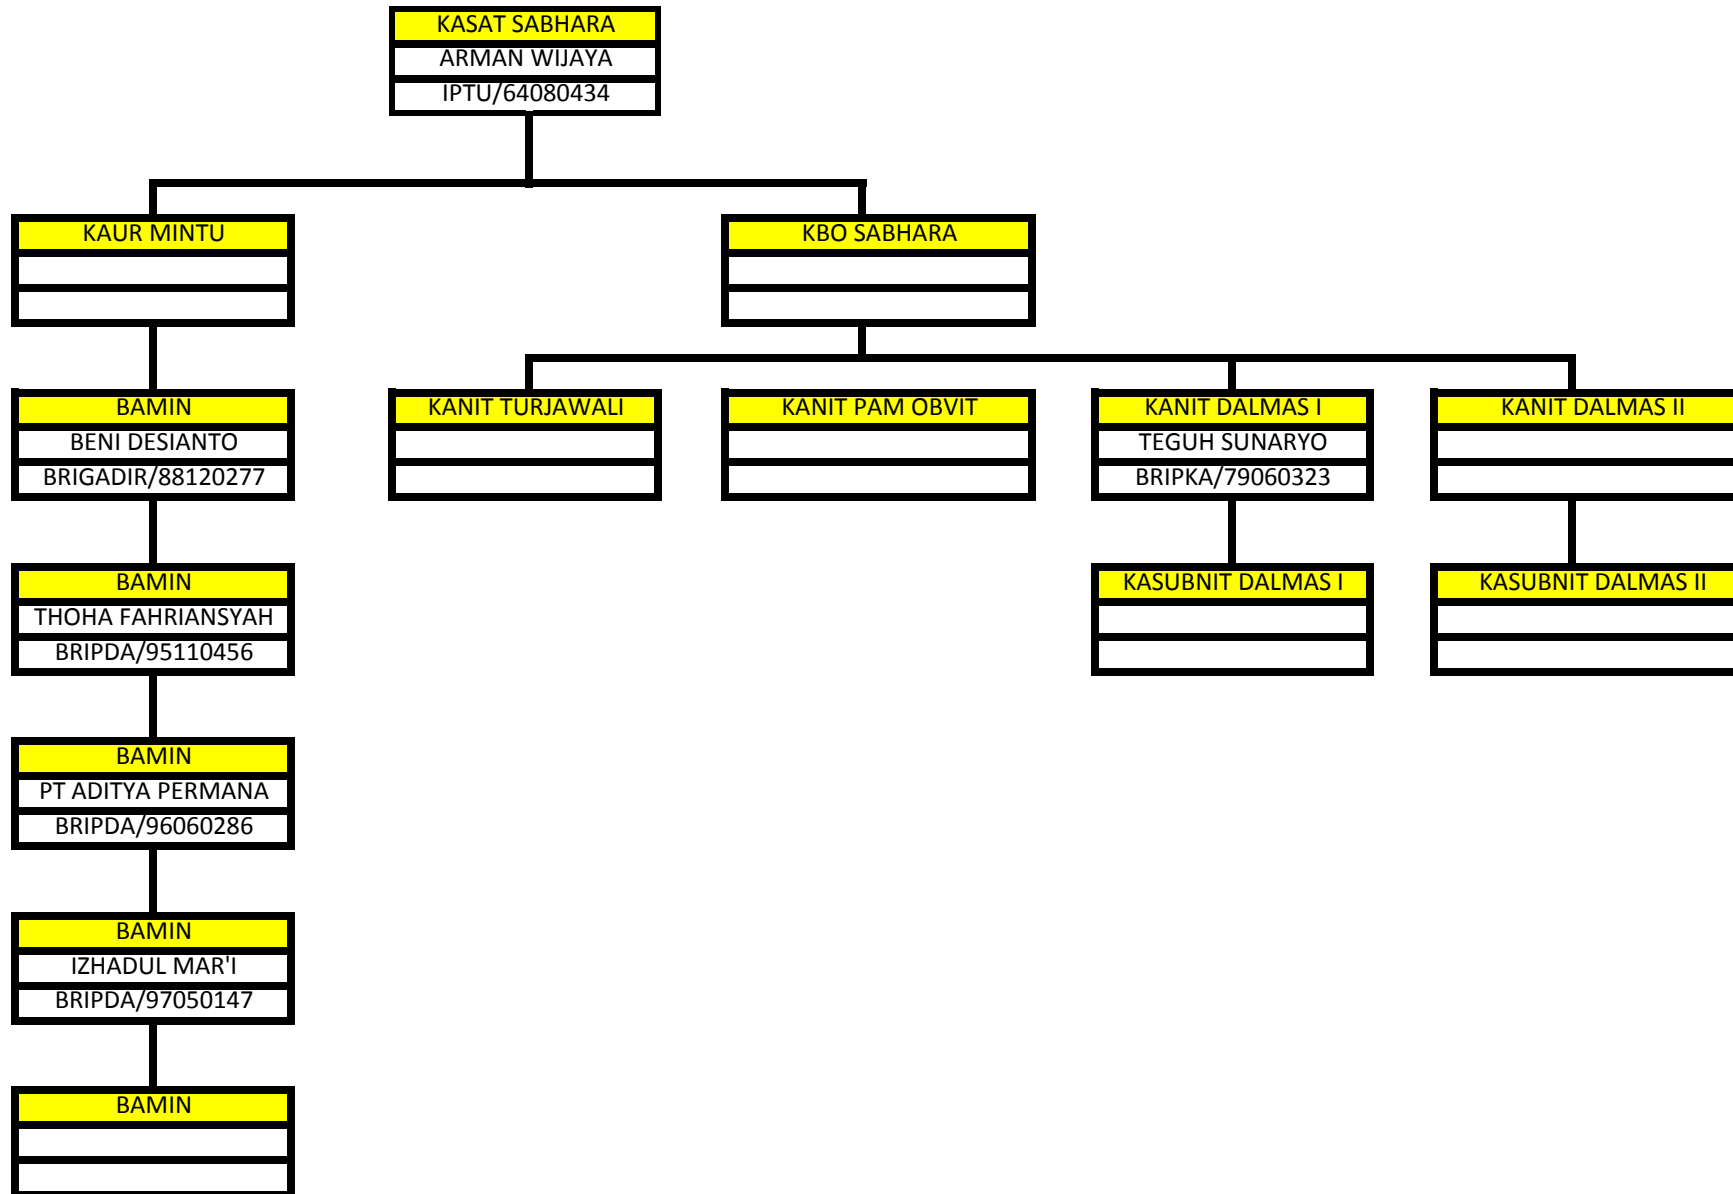 KASAT SABHARA
ARMAN WIJAYA
IPTU/64080434
KAUR MINTU
KBO SABHARA
BAMIN
BENI DESIANTO
BRIGADIR/88120277
KANIT TURJAWALI
KANIT PAM OBVIT
KANIT DALMAS I
TEGUH SUNARYO
BRIPKA/79060323
KANIT DALMAS II
BAMIN
THOHA FAHRIANSYAH
BRIPDA/95110456
KASUBNIT DALMAS I
KASUBNIT DALMAS II
BAMIN
PT ADITYA PERMANA
BRIPDA/96060286
BAMIN
IZHADUL MAR'I
BRIPDA/97050147
BAMIN